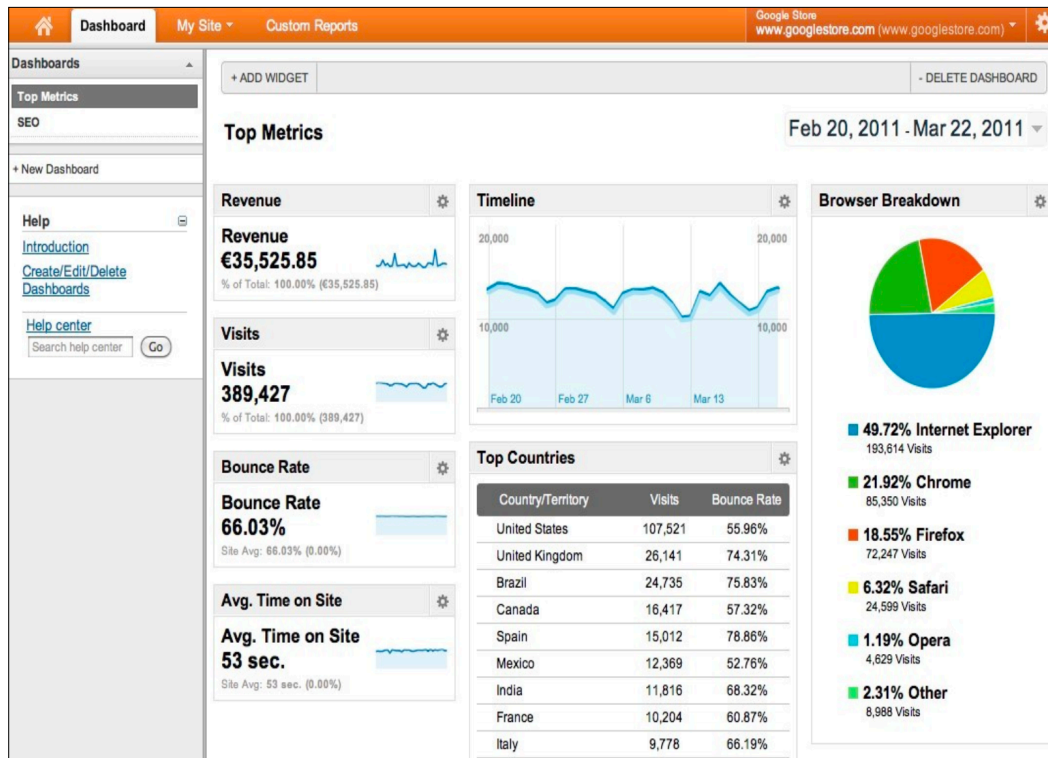 Dashboard
My Site
Custom Reports
Google Store
www.googlestore.com (www.googlestore.com)
Dashboards
Top Metrics
SEO
+ New Dashboard
Help
Introduction
Create/Edit/Delete
Dashboards
Help center
Search help center
Go
+ ADD WIDGET
- DELETE DASHBOARD
Top Metrics
Feb 20, 2011 - Mar 22, 2011
Revenue
Revenue
€35,525.85
% of Total: 100.00% (€35,525.85)
Visits
Visits
389,427
% of Total: 100.00% (389,427)
Bounce Rate
Bounce Rate
66.03%
Site Avg: 66.03% (0.00%)
Avg. Time on Site
Avg. Time on Site
53 sec.
Site Avg: 53 sec. (0.00%)
Timeline
20,000 20,000
10,000 10,000
Feb 20 Feb 27 Mar 6 Mar 13
Top Countries
Country/Territory Visits Bounce Rate
United States 107,521 55.96%
United Kingdom 26,141 74.31%
Brazil 24,735 75.83%
Canada 16,417 57.32%
Spain 15,012 78.86%
Mexico 12,369 52.76%
India 11,816 68.32%
France 10,204 60.87%
Italy 9,778 66.19%
Browser Breakdown
49.72% Internet Explorer
193,614 Visits
21.92% Chrome
85,350 Visits
18.55% Firefox
72,247 Visits
6.32% Safari
24,599 Visits
1.19% Opera
4,629 Visits
2.31% Other
8,988 Visits